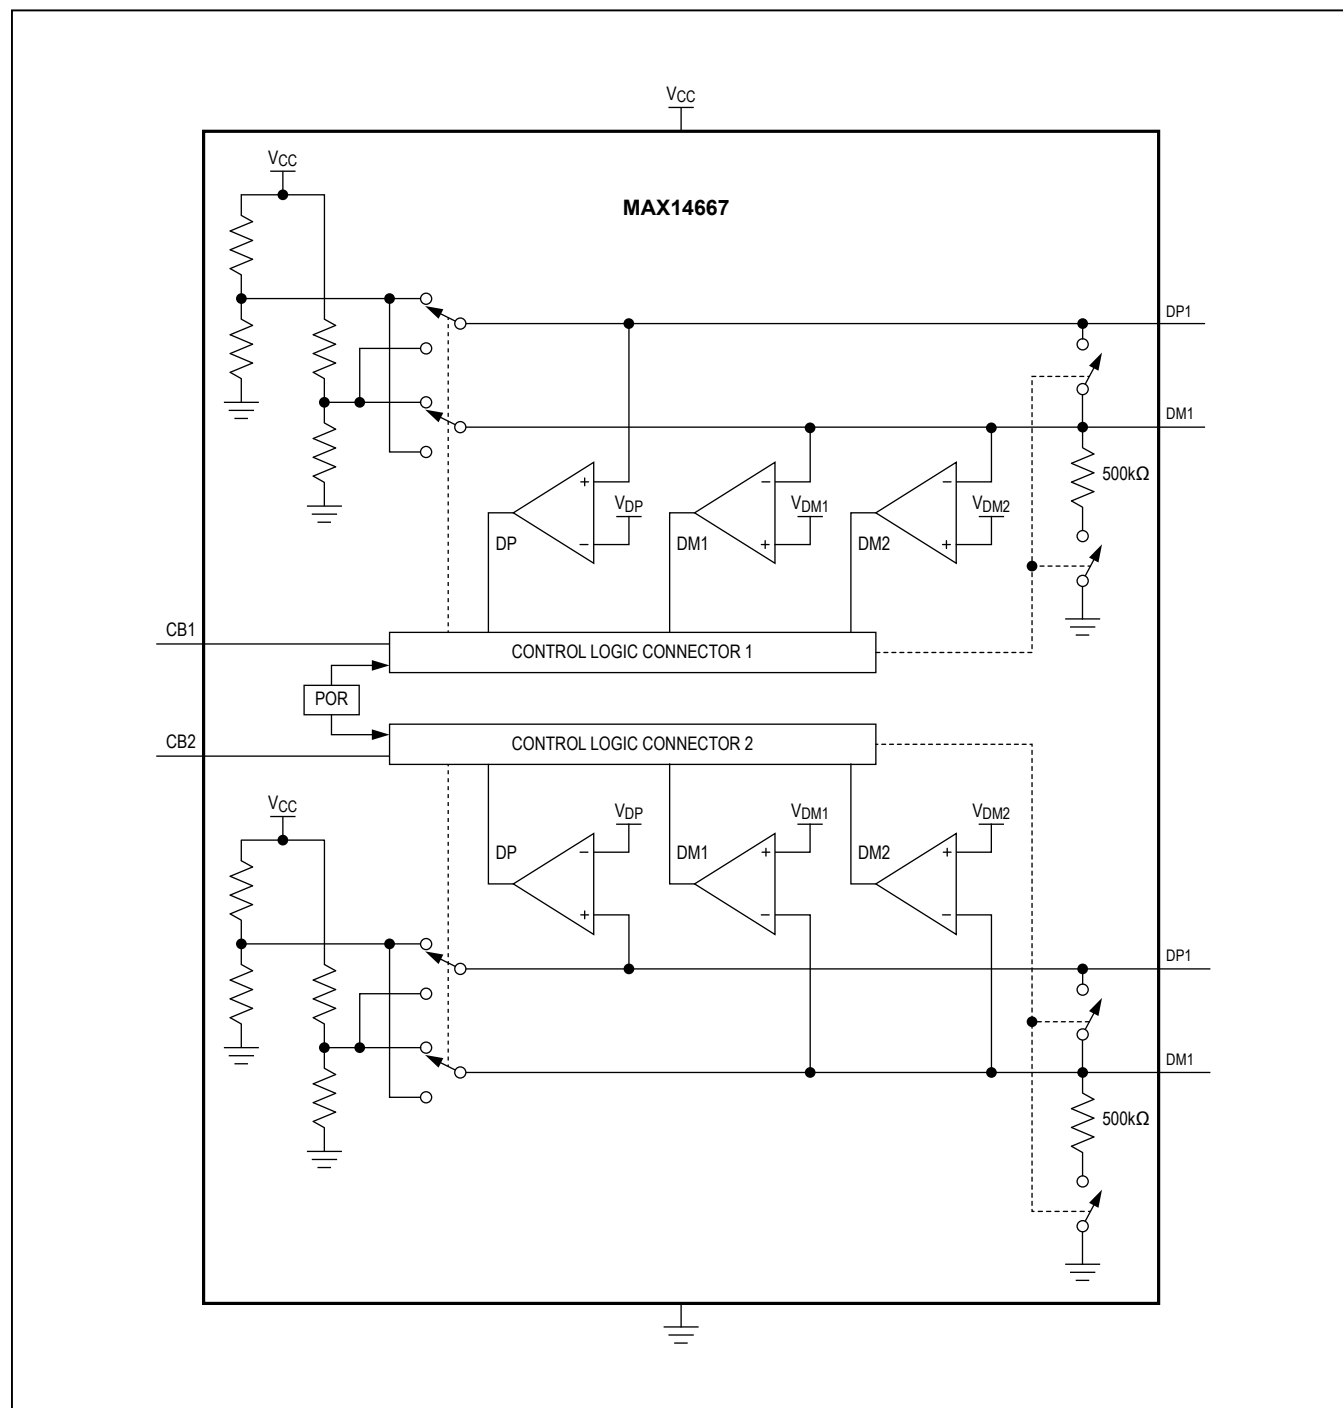 VCC
VCC
MAX14667
DP1
DM1
500kΩ
+
−
VDP
−
+
VDM1
−
+
VDM2
DP
DM1
DM2
CB1
CONTROL LOGIC CONNECTOR 1
POR
CB2
CONTROL LOGIC CONNECTOR 2
VCC
VDP
VDM1
VDM2
DP
DM1
DM2
−
+
+
−
+
−
DP1
DM1
500kΩ